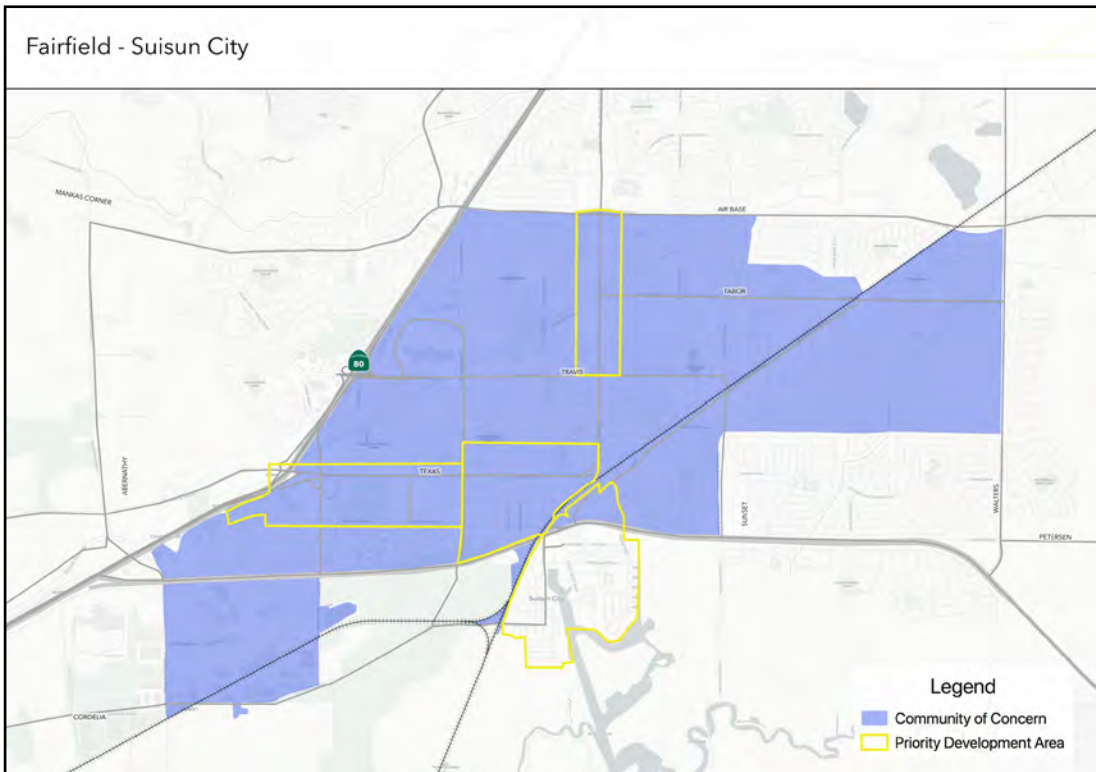 Fairfield - Suisun City
MANKAS CORNER
AIR BASE
TABOR
80
TRAVIS
ABERNATHY
TEXAS
SUNSET
WALTERS
PETERSEN
Suisun City
CORDELIA
Legend
Community of Concern
Priority Development Area